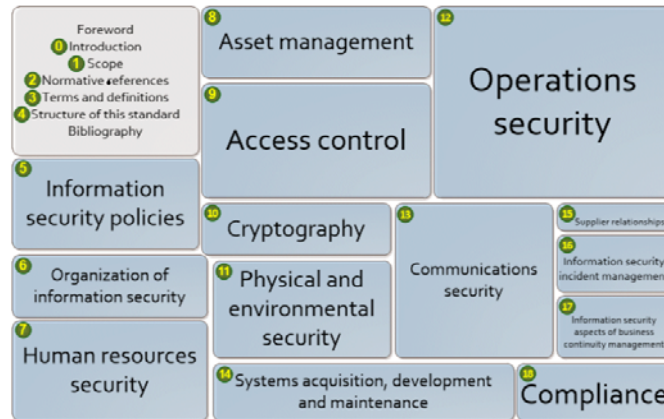 Foreword
0 Introduction
1 Scope
2 Normative references
3 Terms and definitions
4 Structure of this standard
Bibliography
5
Information
security policies
6
Organization of
information security
7
Human resources
security
8
Asset management
9
Access control
10
Cryptography
11
Physical and
environmental
security
12
Operations
security
13
Communications
security
14
Systems acquisition, development
and maintenance
15
Supplier relationships
16
Information security
incident management
17
Information security
aspects of business
continuity management
18
Compliance